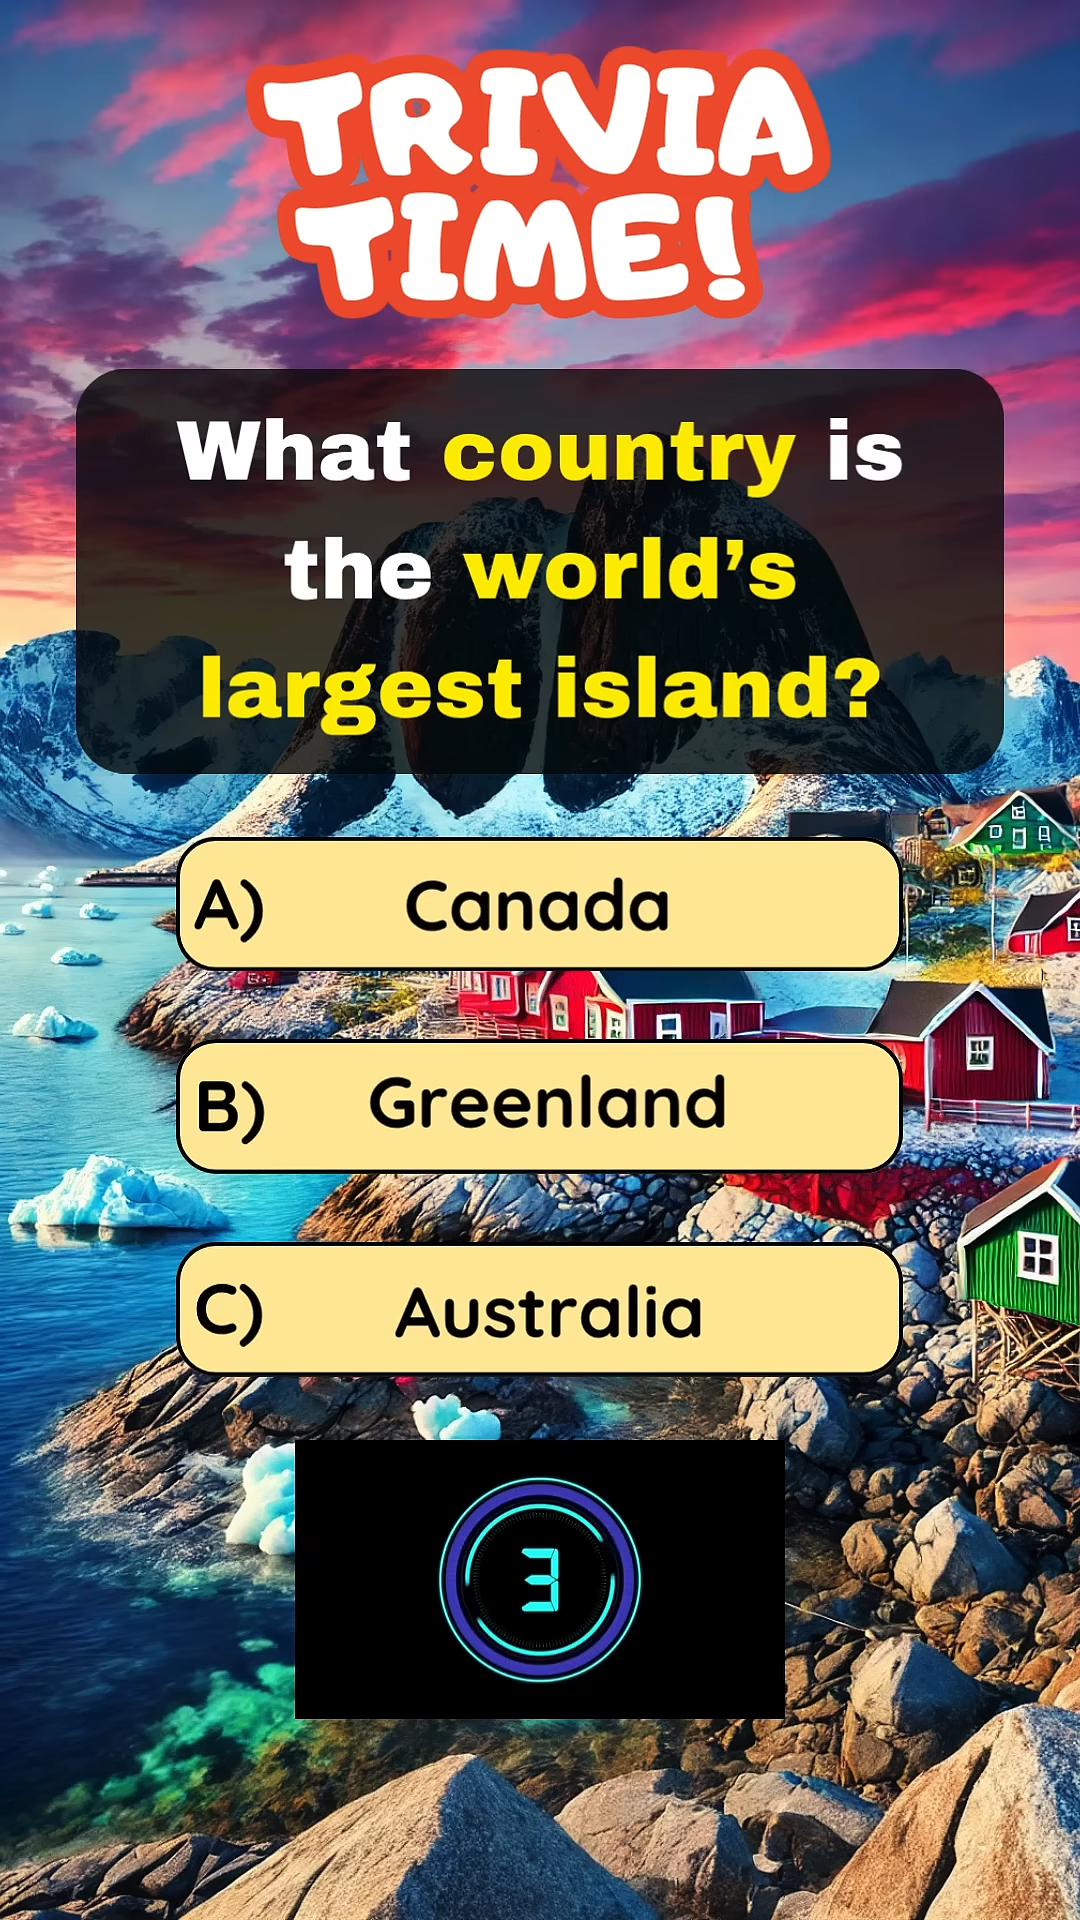 TRIVIA
TIME!
What country is
the world’s
largest island?
A) Canada
B) Greenland
C) Australia
3